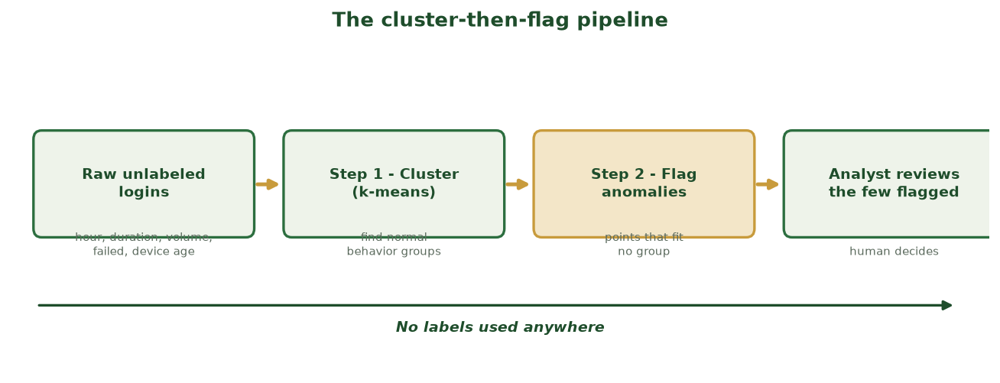 The cluster-then-flag pipeline
Raw unlabeled
logins
hour, duration, volume,
failed, device age
Step 1 - Cluster
(k-means)
find normal
behavior groups
Step 2 - Flag
anomalies
points that fit
no group
Analyst reviews
the few flagged
human decides
No labels used anywhere